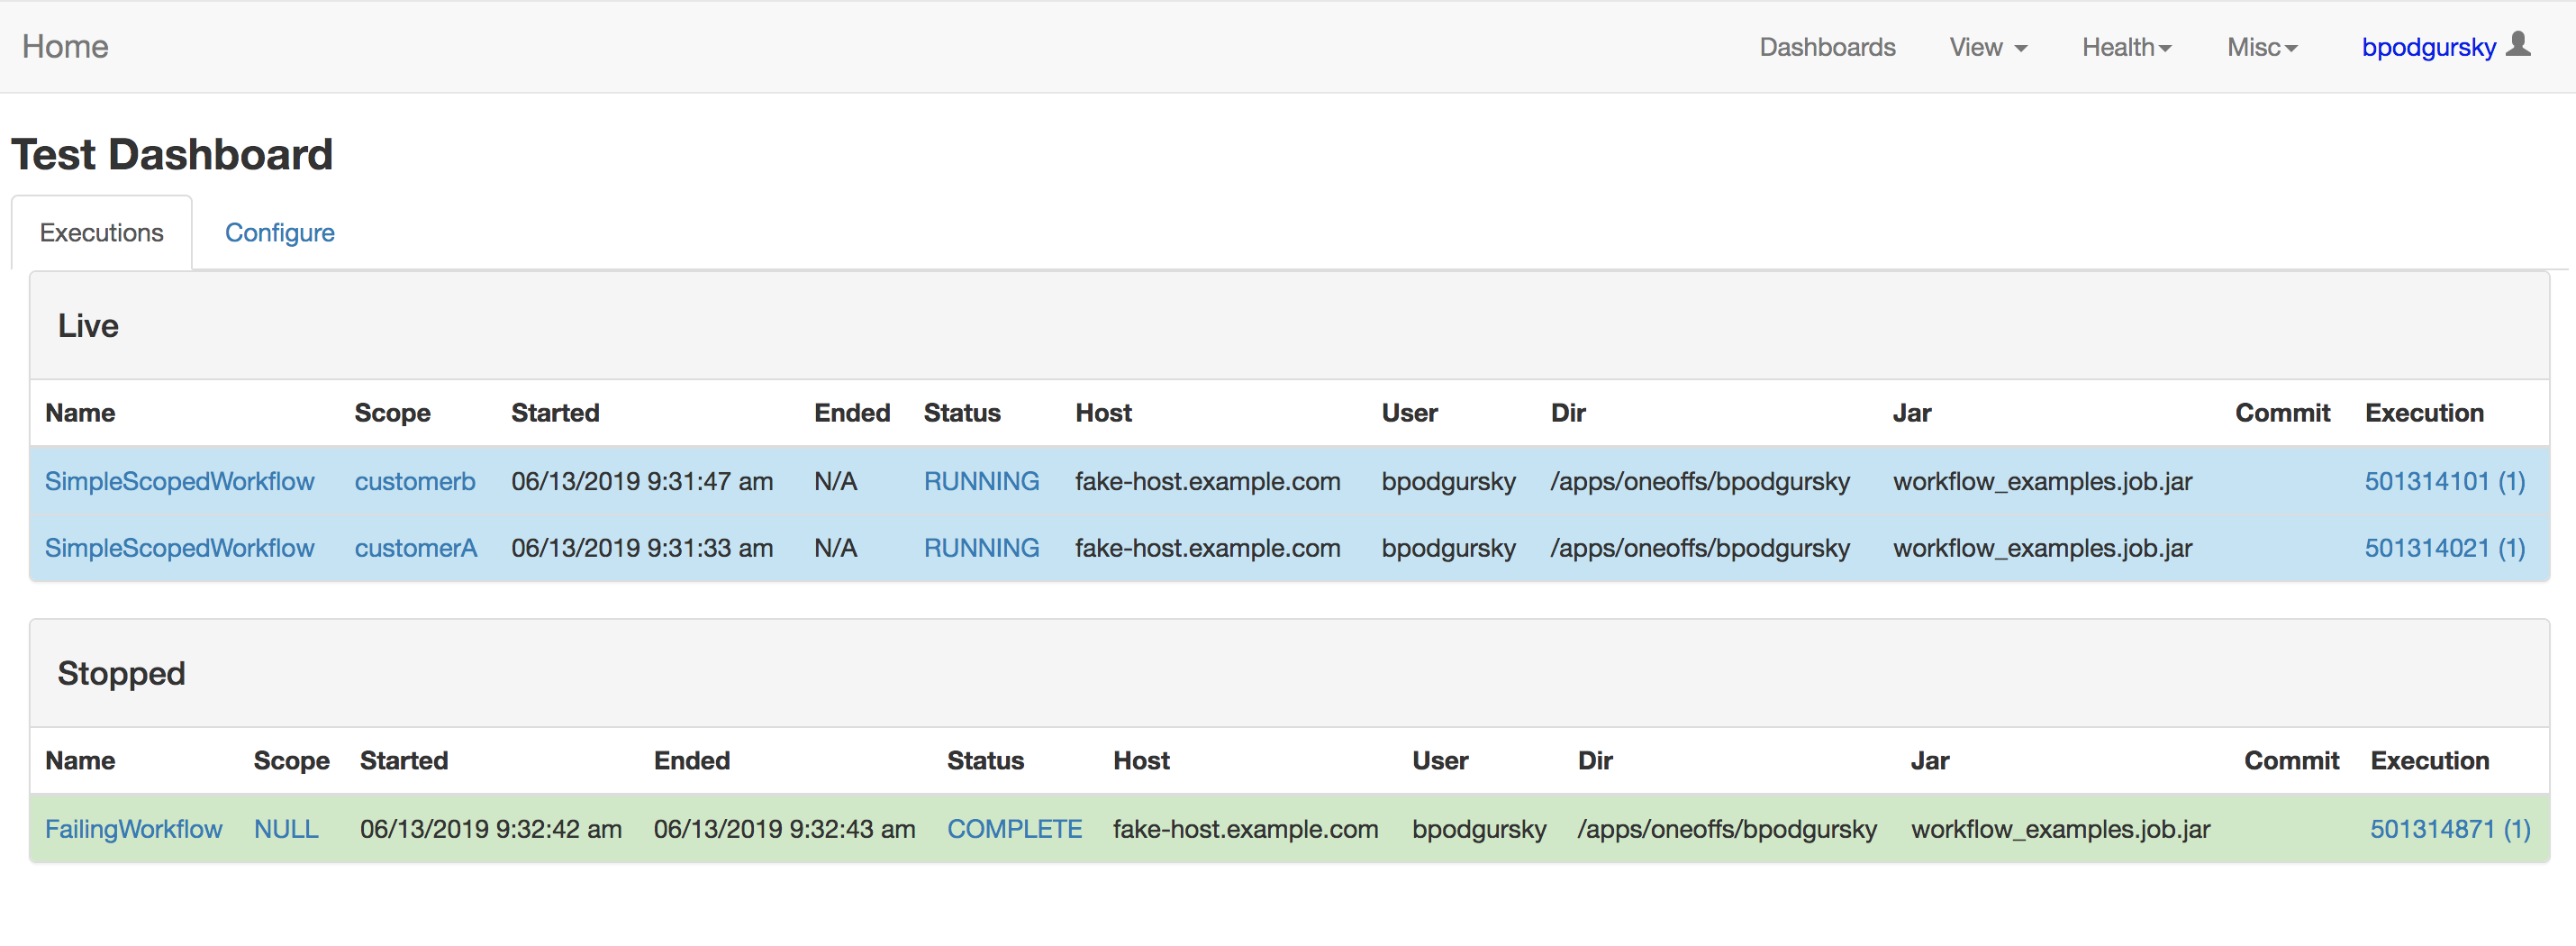 Home Dashboards View Health Misc bpodgursky
Test Dashboard
Executions Configure
Live
Name Scope Started Ended Status Host User Dir Jar Commit Execution
SimpleScopedWorkflow customerb 06/13/2019 9:31:47 am N/A RUNNING fake-host.example.com bpodgursky /apps/oneoffs/bpodgursky workflow_examples.job.jar 501314101 (1)
SimpleScopedWorkflow customerA 06/13/2019 9:31:33 am N/A RUNNING fake-host.example.com bpodgursky /apps/oneoffs/bpodgursky workflow_examples.job.jar 501314021 (1)
Stopped
Name Scope Started Ended Status Host User Dir Jar Commit Execution
FailingWorkflow NULL 06/13/2019 9:32:42 am 06/13/2019 9:32:43 am COMPLETE fake-host.example.com bpodgursky /apps/oneoffs/bpodgursky workflow_examples.job.jar 501314871 (1)